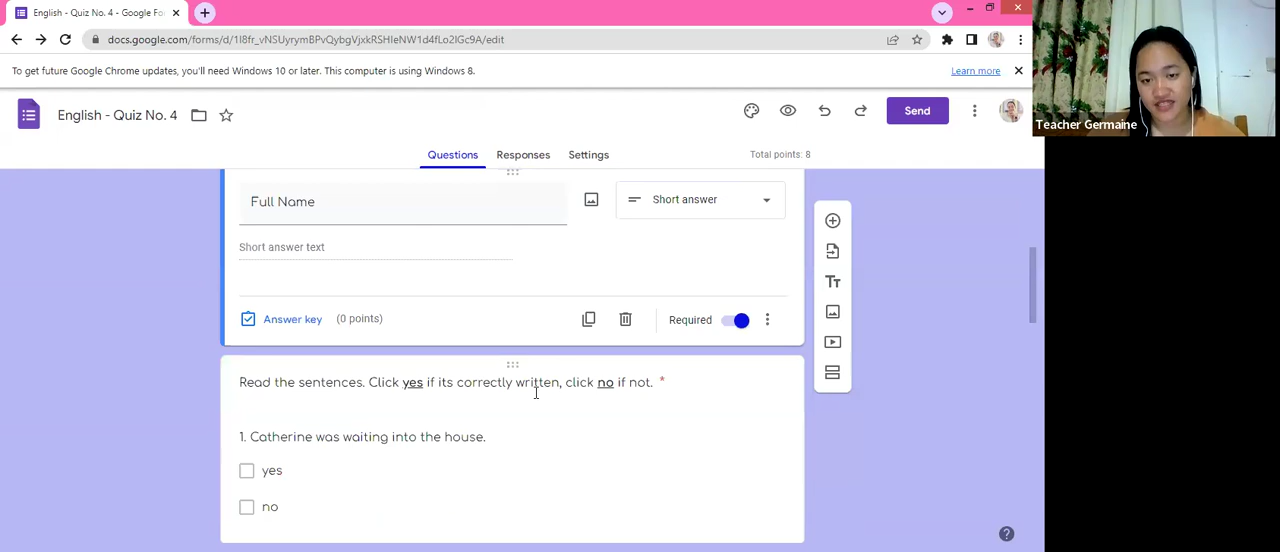 English - Quiz No. 4 - Google Fo
docs.google.com/forms/d/1I8fr_vNSUyrymBPvQybgVjxkRSHIeNW1d4fLo2IGc9A/edit
To get future Google Chrome updates, you'll need Windows 10 or later. This computer is using Windows 8.
Learn more
English - Quiz No. 4
Send
Questions
Responses
Settings
Total points: 8
Full Name
Short answer
Short answer text
Answer key
(0 points)
Required
Read the sentences. Click yes if its correctly written, click no if not. *
1. Catherine was waiting into the house.
yes
no
Teacher Germaine